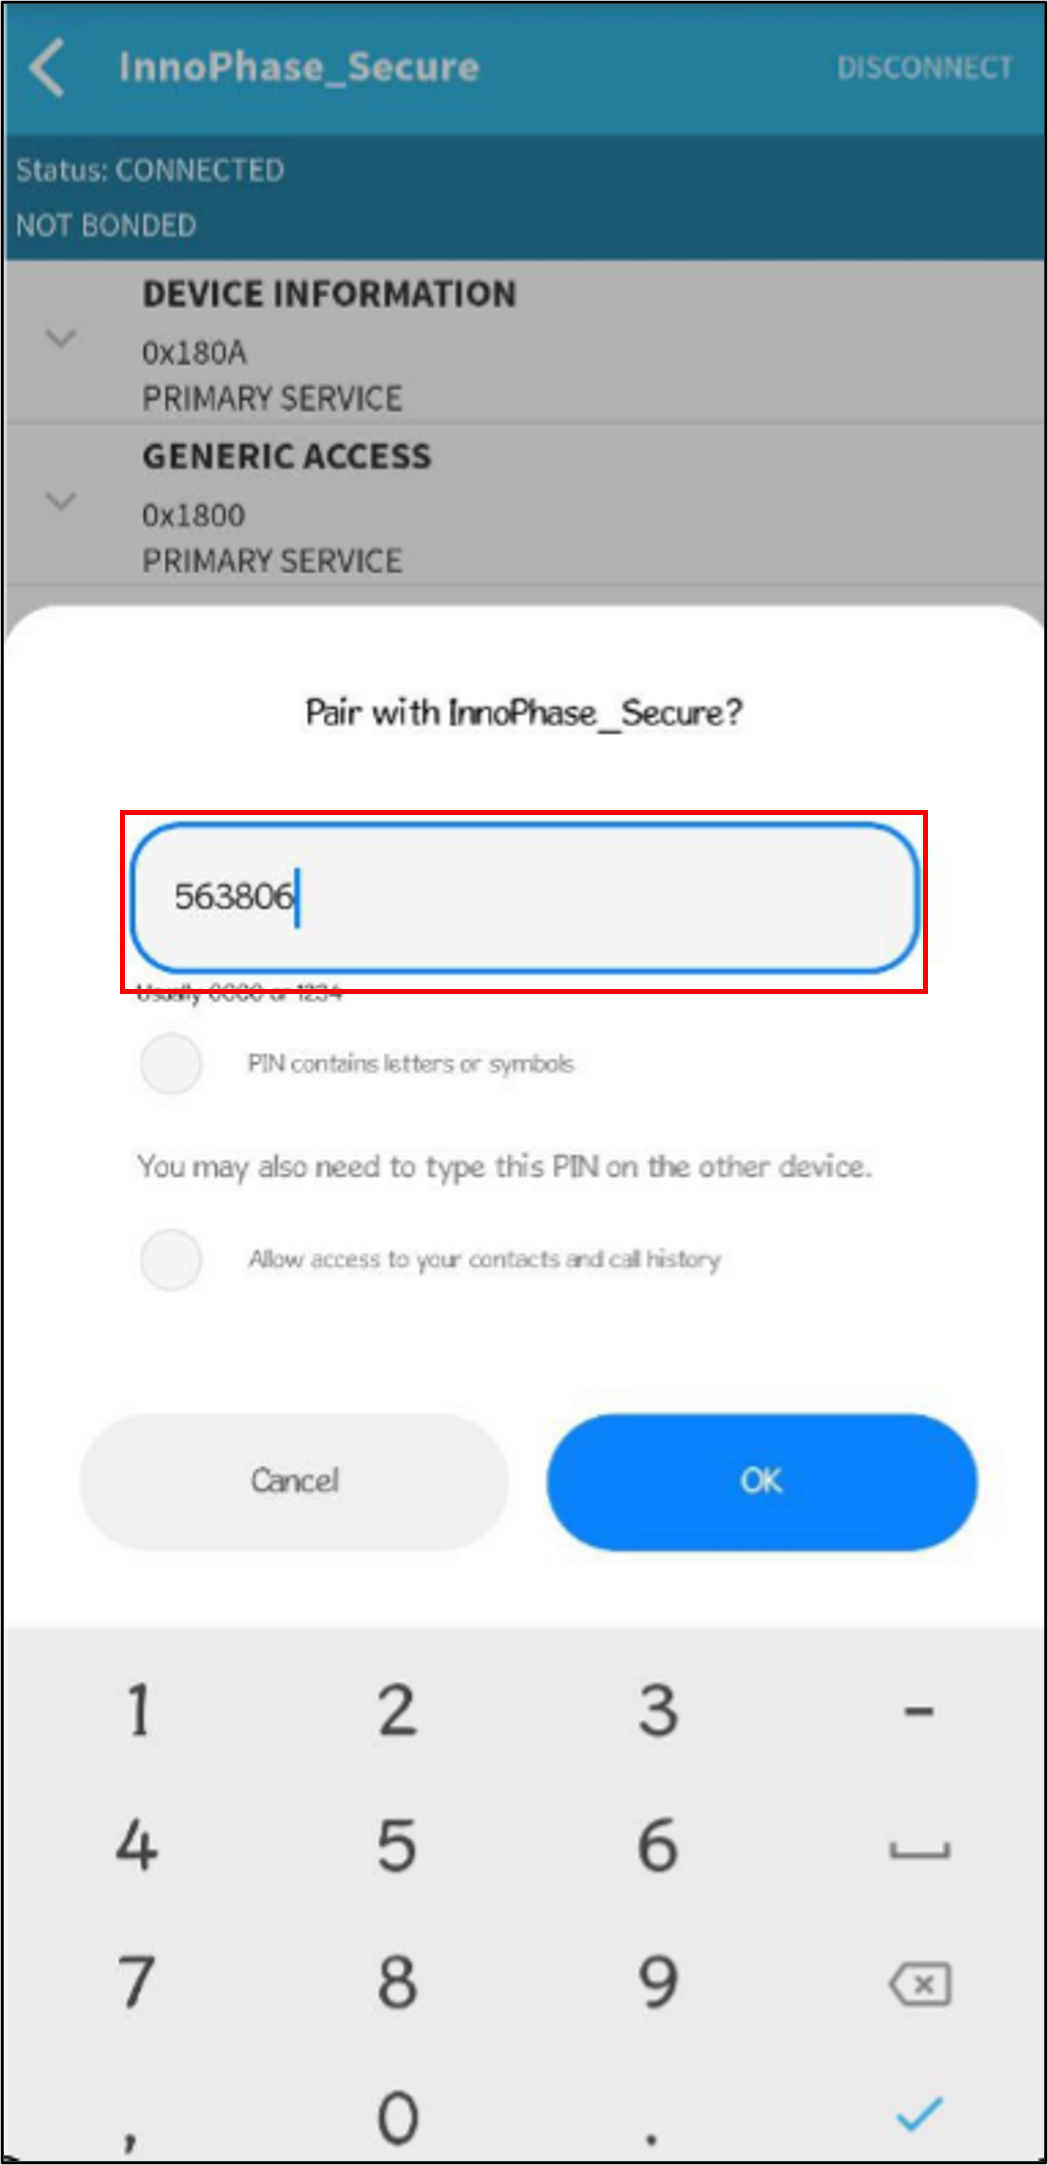 InnoPhase_Secure DISCONNECT
Status: CONNECTED
NOT BONDED
DEVICE INFORMATION
0x180A
PRIMARY SERVICE
GENERIC ACCESS
0x1800
PRIMARY SERVICE
Pair with InnoPhase_Secure?
563806
Usually 0000 or 1234
PIN contains letters or symbols
You may also need to type this PIN on the other device.
Allow access to your contacts and call history
Cancel OK
1 2 3 -
4 5 6
7 8 9
, 0 .